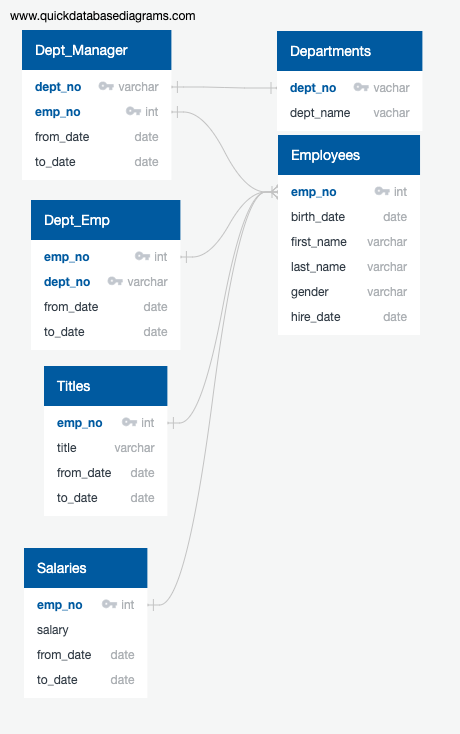 www.quickdatabasediagrams.com
Dept_Manager
dept_no varchar
emp_no int
from_date date
to_date date
Departments
dept_no vachar
dept_name vachar
Employees
emp_no int
birth_date date
first_name varchar
last_name varchar
gender varchar
hire_date date
Dept_Emp
emp_no int
dept_no varchar
from_date date
to_date date
Titles
emp_no int
title varchar
from_date date
to_date date
Salaries
emp_no int
salary
from_date date
to_date date